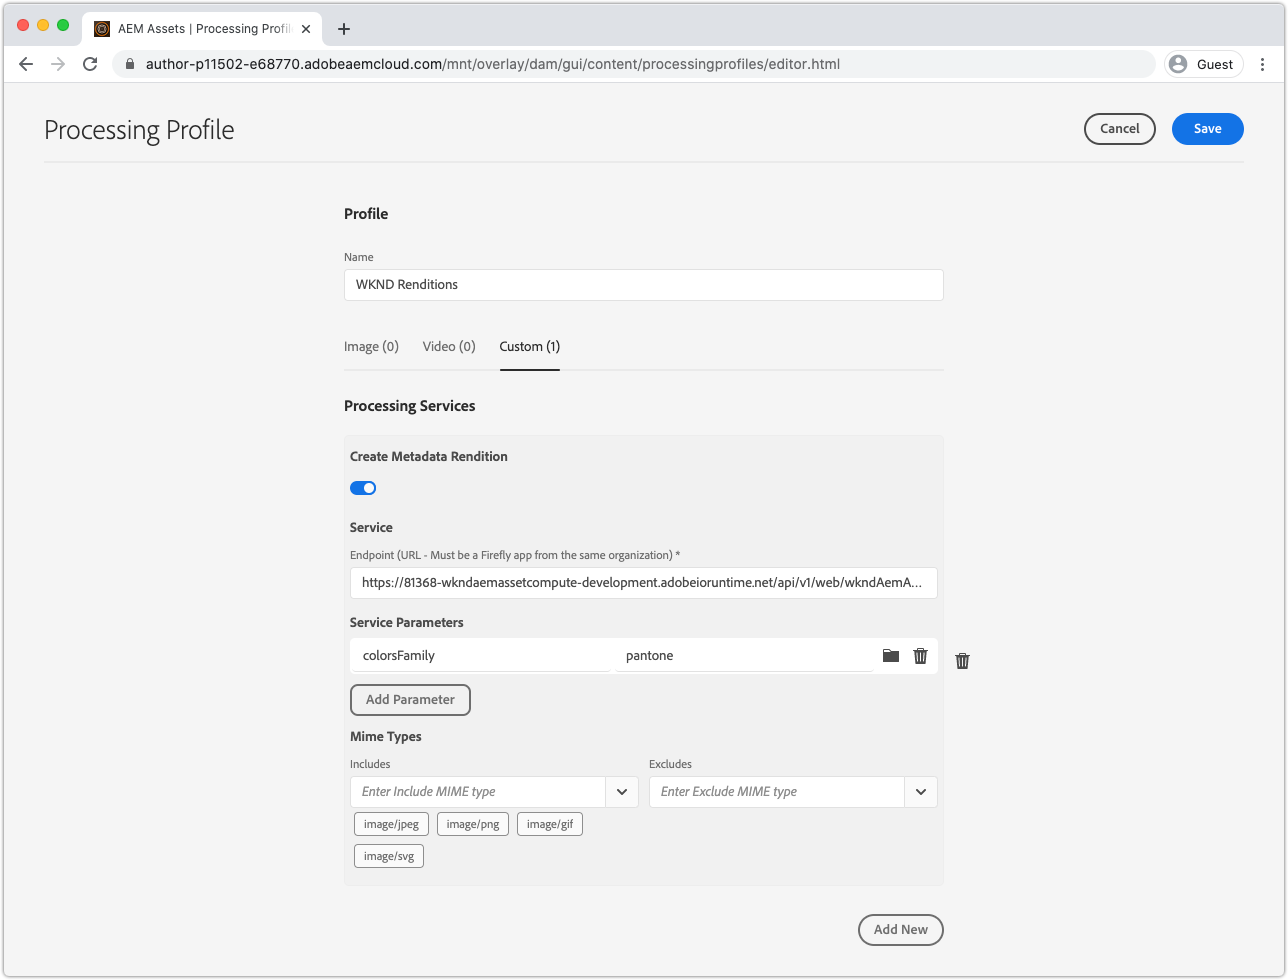 AEM Assets | Processing Profil
author-p11502-e68770.adobeaemcloud.com/mnt/overlay/dam/gui/content/processingprofiles/editor.html
Guest
Processing Profile
Cancel
Save
Profile
Name
WKND Renditions
Image (0) Video (0) Custom (1)
Processing Services
Create Metadata Rendition
Service
Endpoint (URL - Must be a Firefly app from the same organization) *
https://81368-wkndaemassetcompute-development.adobeioruntime.net/api/v1/web/wkndAemA...
Service Parameters
colorsFamily pantone
Add Parameter
Mime Types
Includes Excludes
Enter Include MIME type Enter Exclude MIME type
image/jpeg image/png image/gif
image/svg
Add New